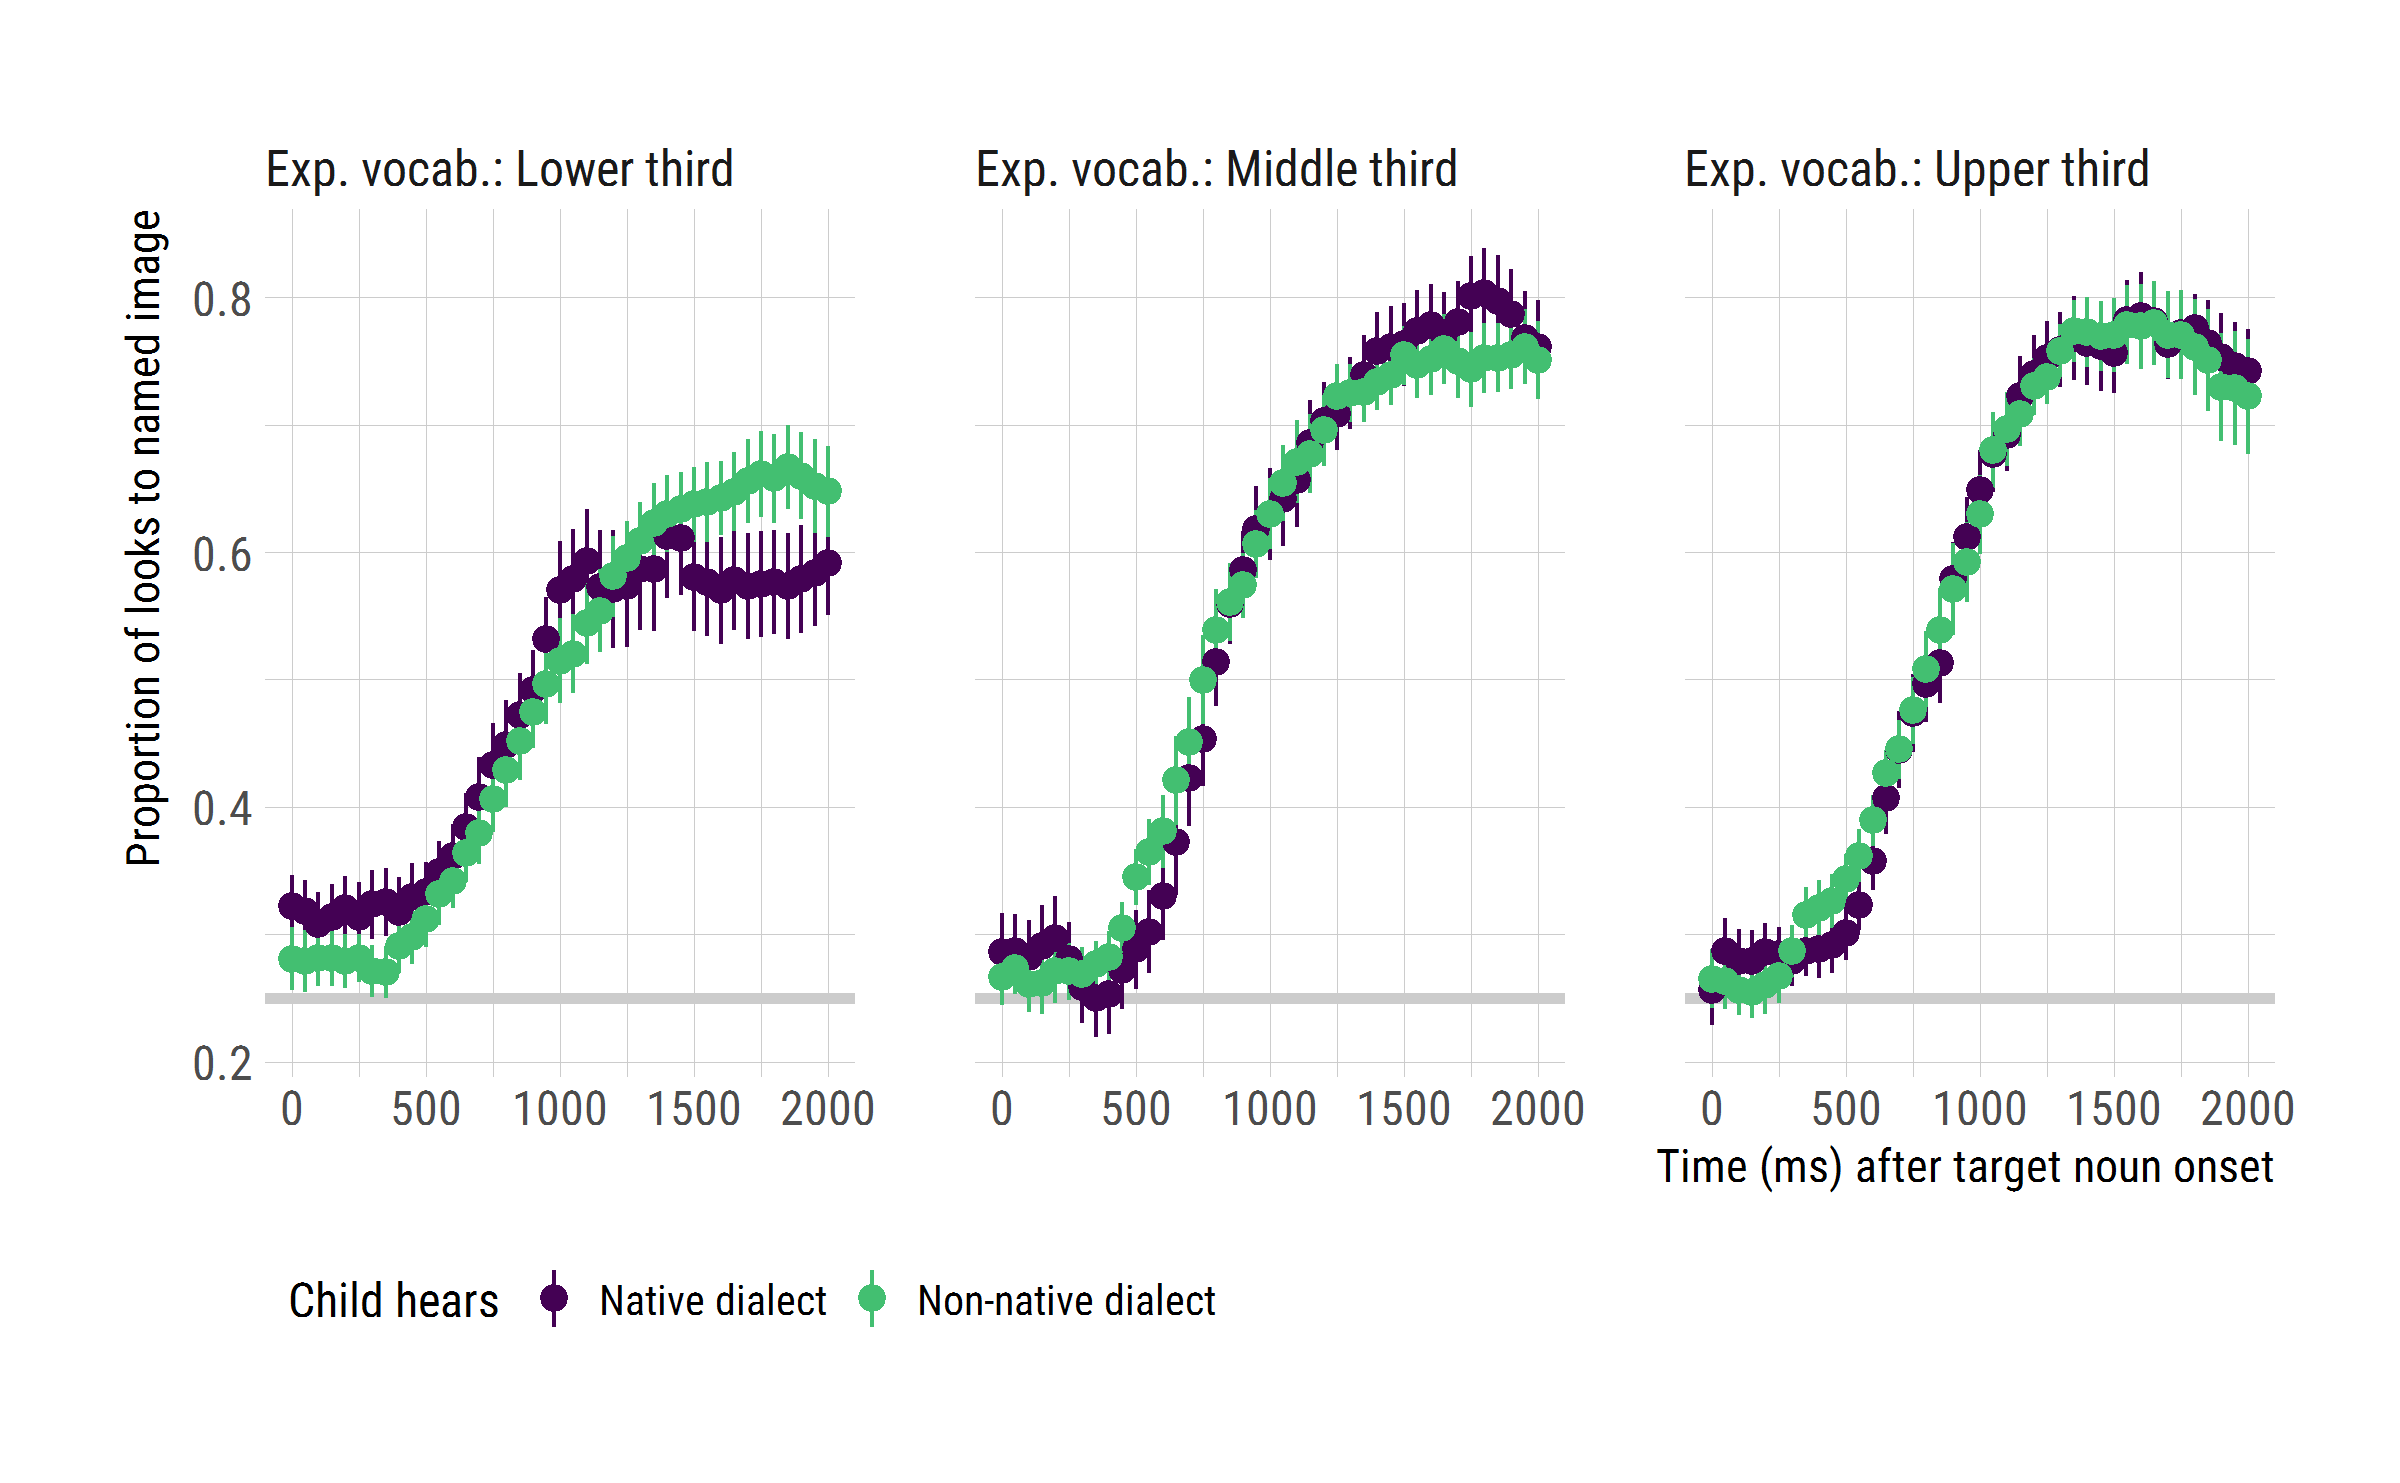 Exp. vocab.: Lower third
Exp. vocab.: Middle third
Exp. vocab.: Upper third
Proportion of looks to named image
0.8
0.6
0.4
0.2
0 500 1000 1500 2000
0 500 1000 1500 2000
0 500 1000 1500 2000
Time (ms) after target noun onset
Child hears Native dialect Non-native dialect